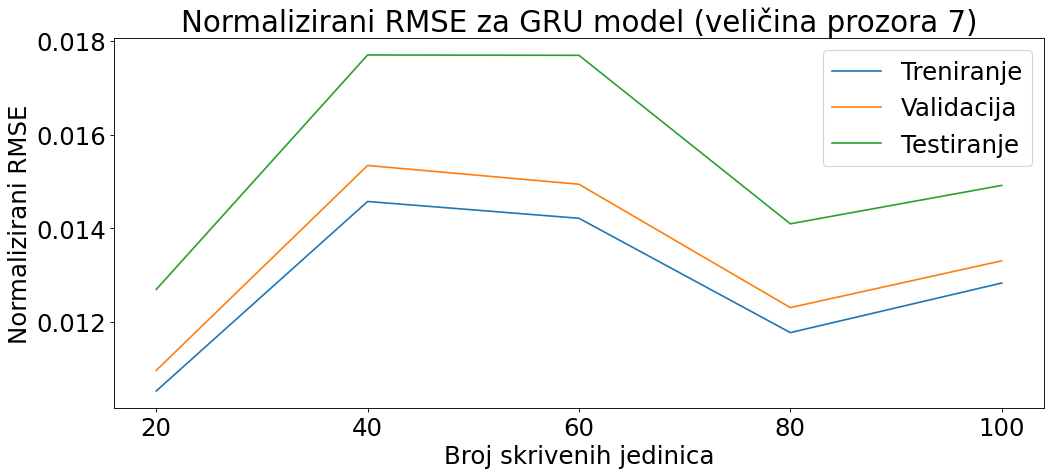 Normalizirani RMSE za GRU model (veličina prozora 7)
Normalizirani RMSE
0.018
0.016
0.014
0.012
Treniranje
Validacija
Testiranje
20 40 60 80 100
Broj skrivenih jedinica